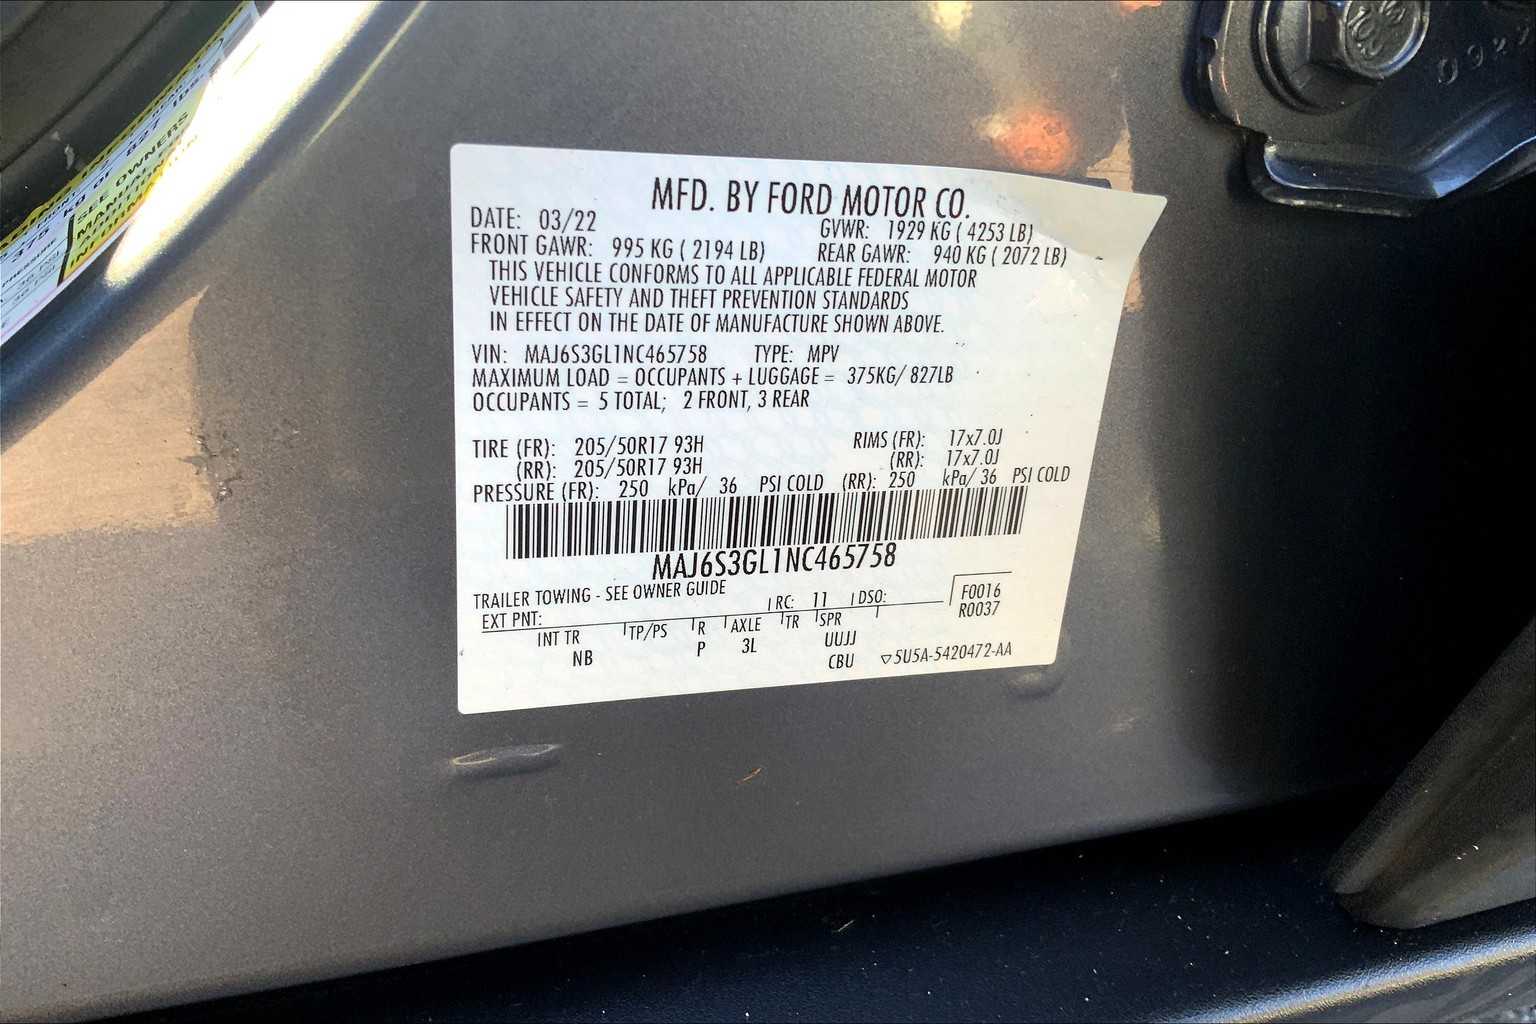 MFD. BY FORD MOTOR CO.
DATE: 03/22 GVWR: 1929 KG ( 4253 LB)
FRONT GAWR: 995 KG ( 2194 LB) REAR GAWR: 940 KG ( 2072 LB)
THIS VEHICLE CONFORMS TO ALL APPLICABLE FEDERAL MOTOR
VEHICLE SAFETY AND THEFT PREVENTION STANDARDS
IN EFFECT ON THE DATE OF MANUFACTURE SHOWN ABOVE.
VIN: MAJ6S3GL1NC465758 TYPE: MPV
MAXIMUM LOAD = OCCUPANTS + LUGGAGE = 375KG/ 827LB
OCCUPANTS = 5 TOTAL; 2 FRONT, 3 REAR
TIRE (FR): 205/50R17 93H RIMS (FR): 17x7.0J
(RR): 205/50R17 93H (RR): 17x7.0J
PRESSURE (FR): 250 kPa/ 36 PSI COLD (RR): 250 kPa/ 36 PSI COLD
MAJ6S3GL1NC465758
TRAILER TOWING - SEE OWNER GUIDE
EXT PNT: RC: 11 DSO: F0016
R0037
INT TR TP/PS R AXLE TR SPR
NB P 3L UUJJ
CBU ▽5U5A-5420472-AA
827 lbs
SEE OWNERS
kg
375